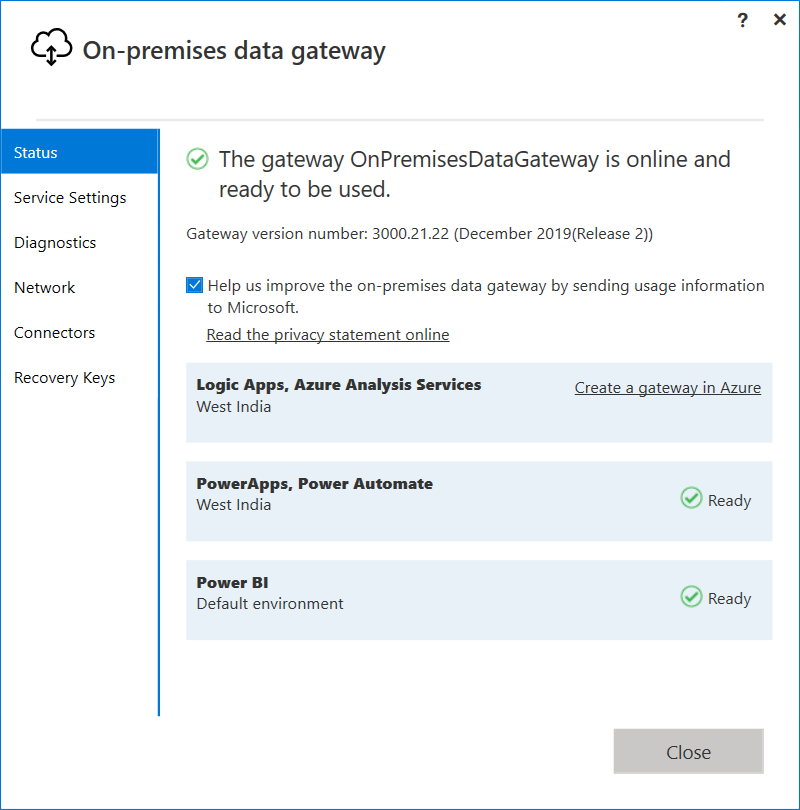 ?
On-premises data gateway
Status
Service Settings
Diagnostics
Network
Connectors
Recovery Keys
The gateway OnPremisesDataGateway is online and
ready to be used.
Gateway version number: 3000.21.22 (December 2019(Release 2))
Help us improve the on-premises data gateway by sending usage information
to Microsoft.
Read the privacy statement online
Logic Apps, Azure Analysis Services
West India
Create a gateway in Azure
PowerApps, Power Automate
West India
Ready
Power BI
Default environment
Ready
Close